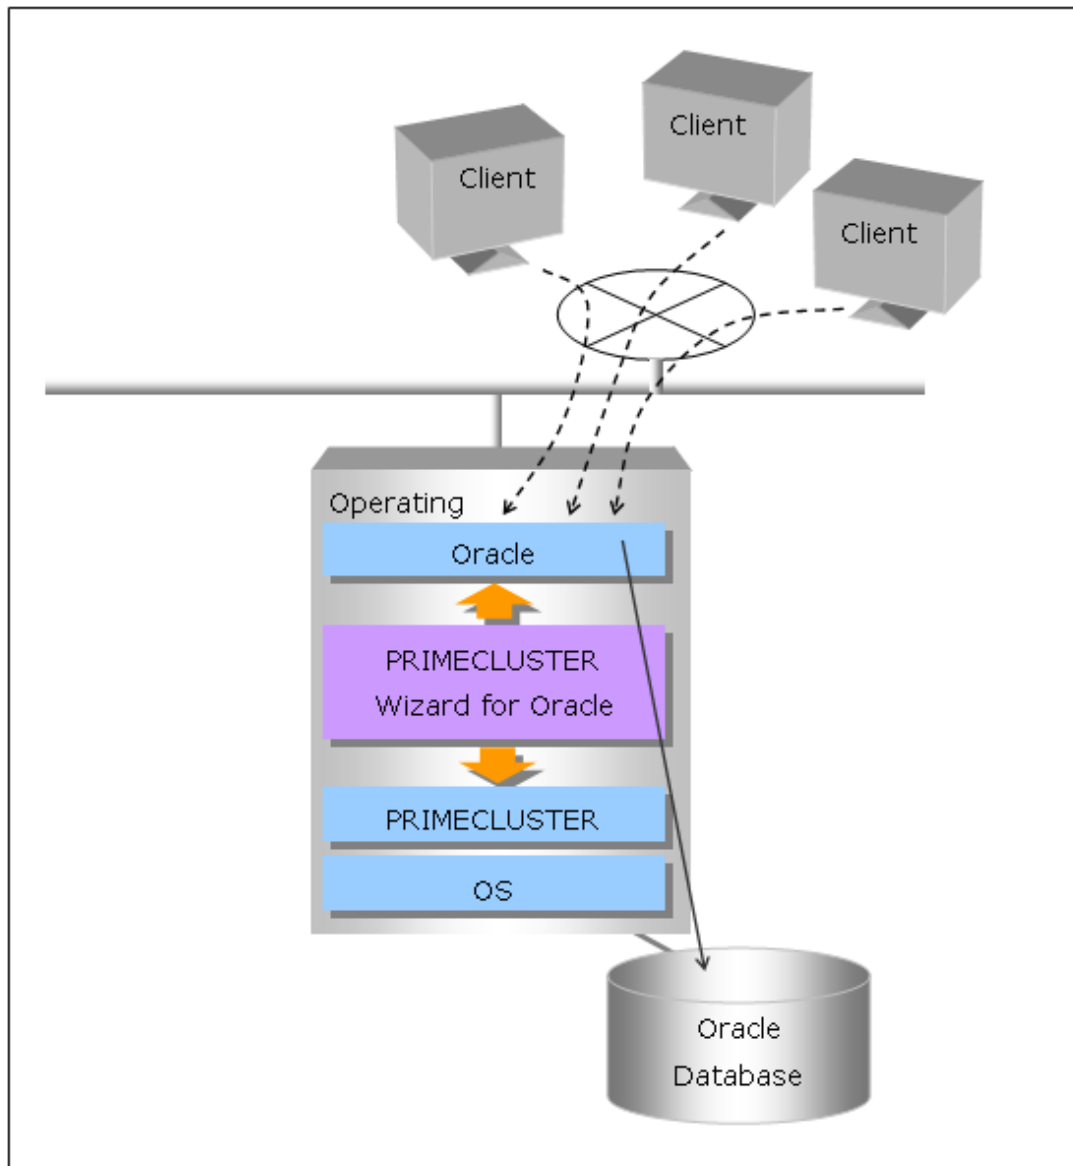 Client
Client
Client
Operating
Oracle
PRIMECLUSTER
Wizard for Oracle
PRIMECLUSTER
OS
Oracle
Database